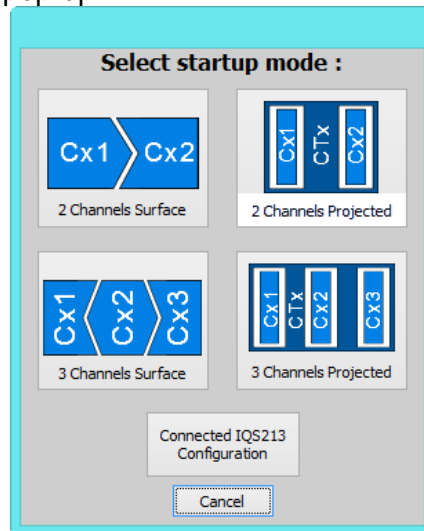 Select startup mode :
Cx1 Cx2
2 Channels Surface
Cx1 CTx Cx2
2 Channels Projected
Cx1 Cx2 Cx3
3 Channels Surface
Cx1 CTx Cx2 Cx3
3 Channels Projected
Connected IQS213
Configuration
Cancel